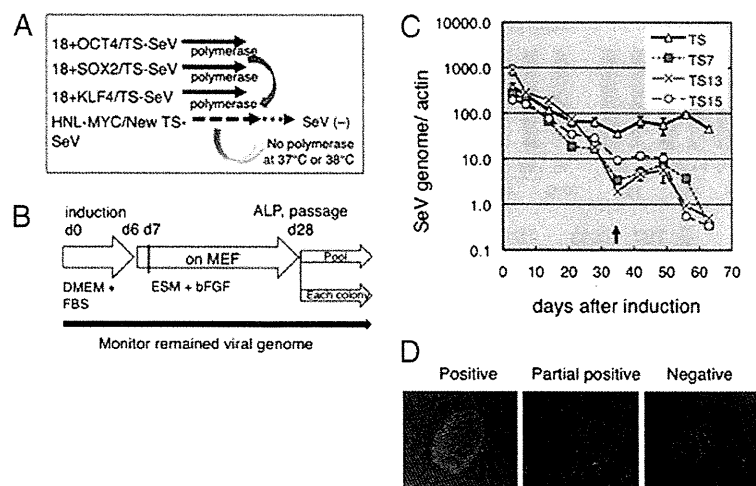 A
18+OCT4/TS-SeV
polymerase
18+SOX2/TS-SeV
polymerase
18+KLF4/TS-SeV
polymerase
HNL•MYC/New TS•
SeV
SeV (–)
No polymerase
at 37°C or 38°C
B
induction
d0
d6 d7
ALP, passage
d28
on MEF
Pool
Each colony
DMEM +
FBS
ESM + bFGF
Monitor remained viral genome
C
SeV genome/ actin
10000.0
1000.0
100.0
10.0
1.0
0.1
0 10 20 30 40 50 60 70
days after induction
TS
TS7
TS13
TS15
D
Positive
Partial positive
Negative